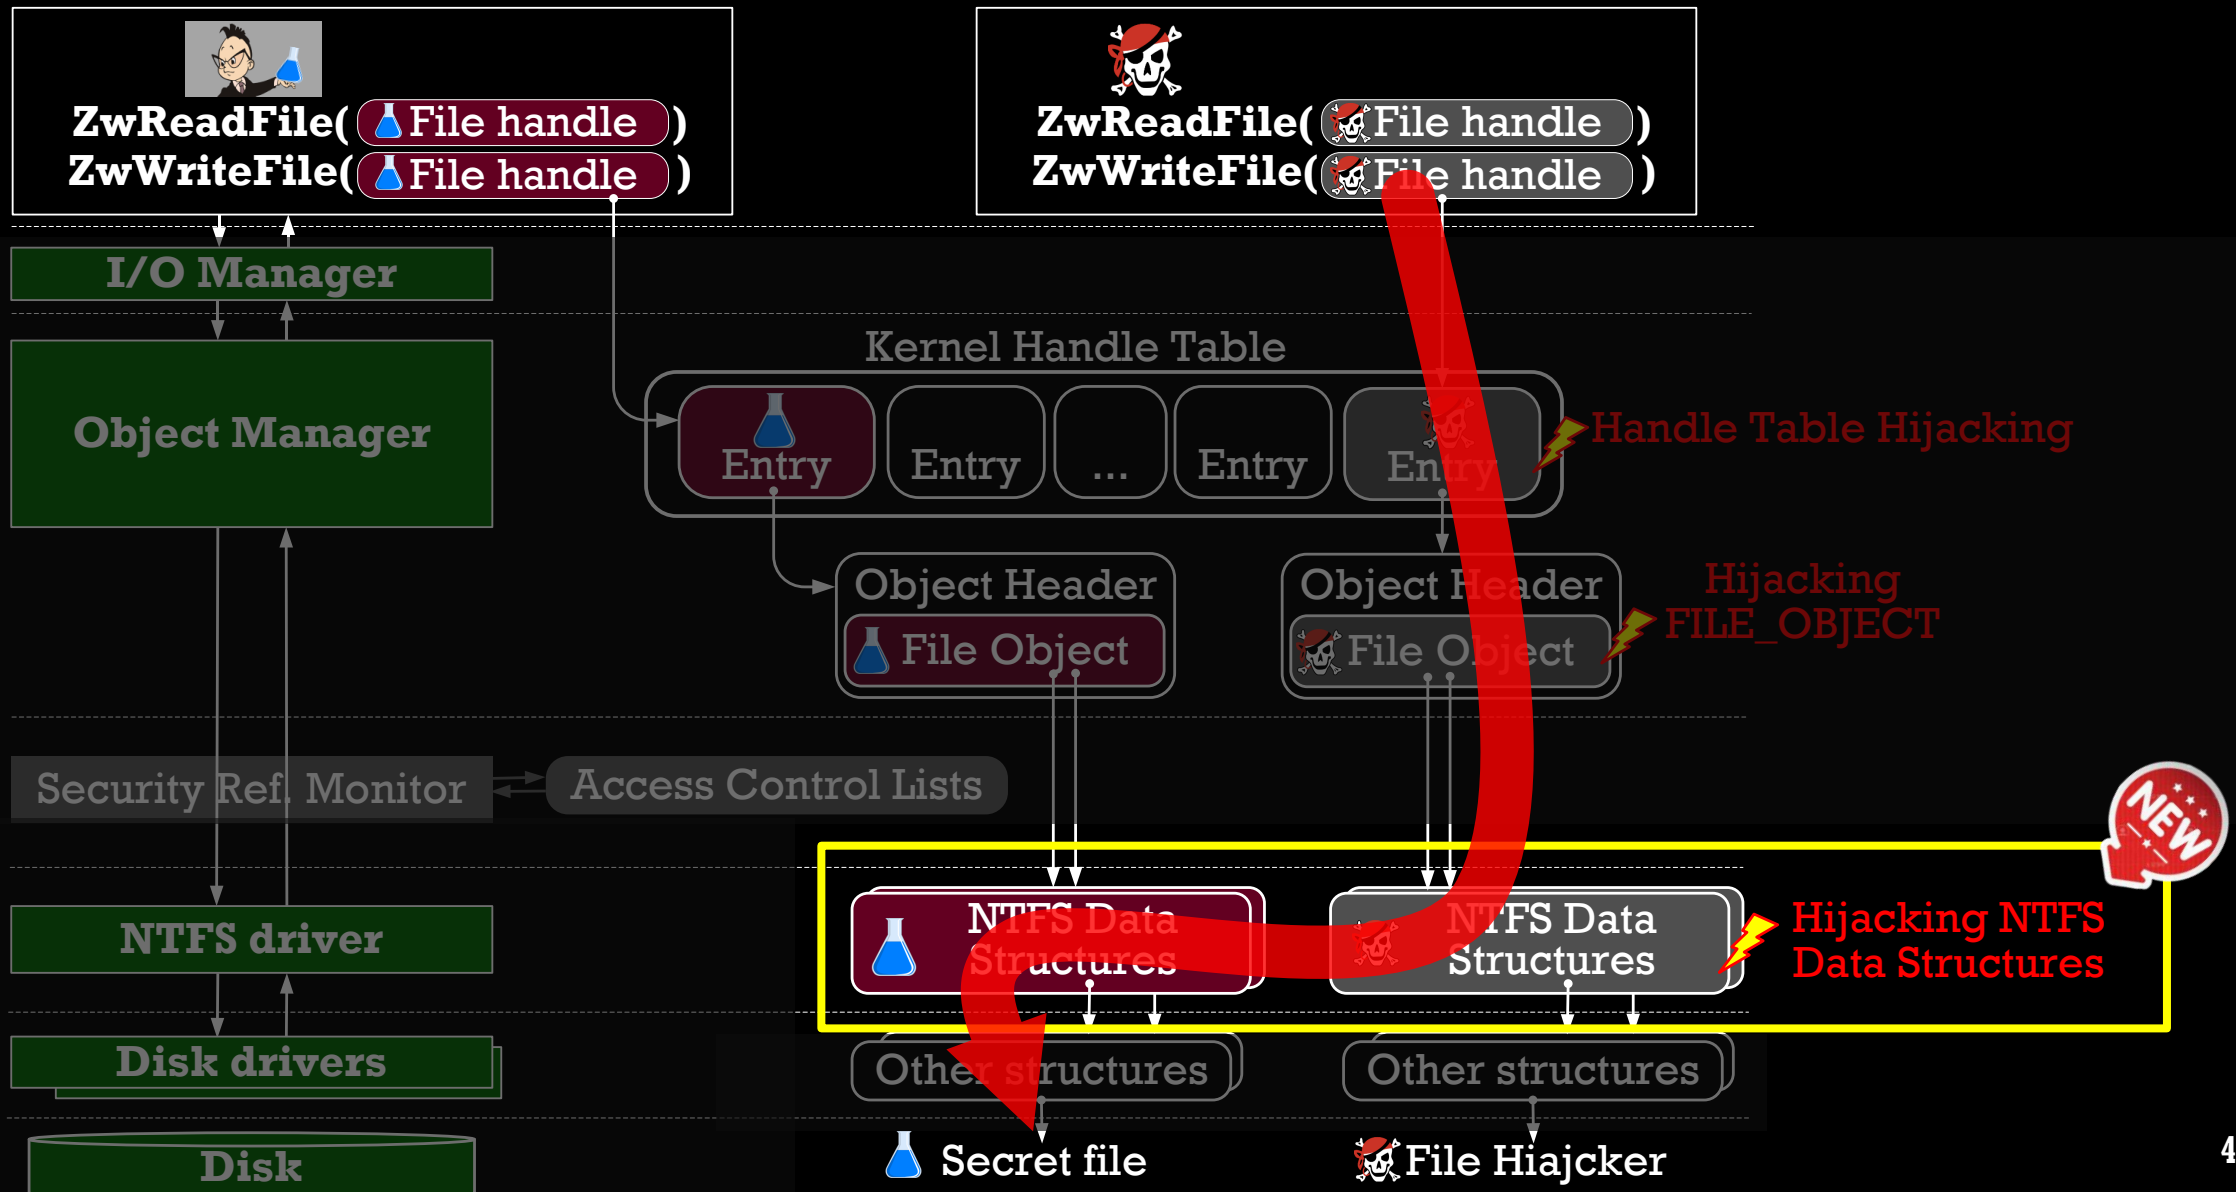 ZwReadFile( File handle )
ZwWriteFile( File handle )
ZwReadFile( File handle )
ZwWriteFile( File handle )
I/O Manager
Kernel Handle Table
Object Manager
Entry
Entry
...
Entry
Entry
Handle Table Hijacking
Object Header
File Object
Object Header
File Object
Hijacking
FILE_OBJECT
Security Ref. Monitor
Access Control Lists
NEW
NTFS driver
NTFS Data
Structures
NTFS Data
Structures
Hijacking NTFS
Data Structures
Disk drivers
Other structures
Other structures
Disk
Secret file
File Hiajcker
4